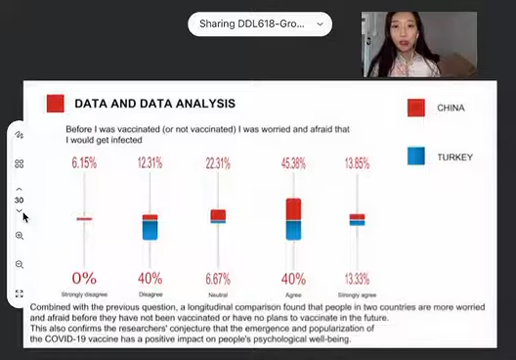 Sharing DDL618-Gro...
DATA AND DATA ANALYSIS
CHINA
TURKEY
Before I was vaccinated (or not vaccinated) I was worried and afraid that
I would get infected
6.15% 12.31% 22.31% 45.38% 13.85%
0% 40% 6.67% 40% 13.33%
Strongly disagree Disagree Neutral Agree Strongly agree
30
Combined with the previous question, a longitudinal comparison found that people in two countries are more worried
and afraid before they have not been vaccinated or have no plans to vaccinate in the future.
This also confirms the researchers' conjecture that the emergence and popularization of
the COVID-19 vaccine has a positive impact on people's psychological well-being.